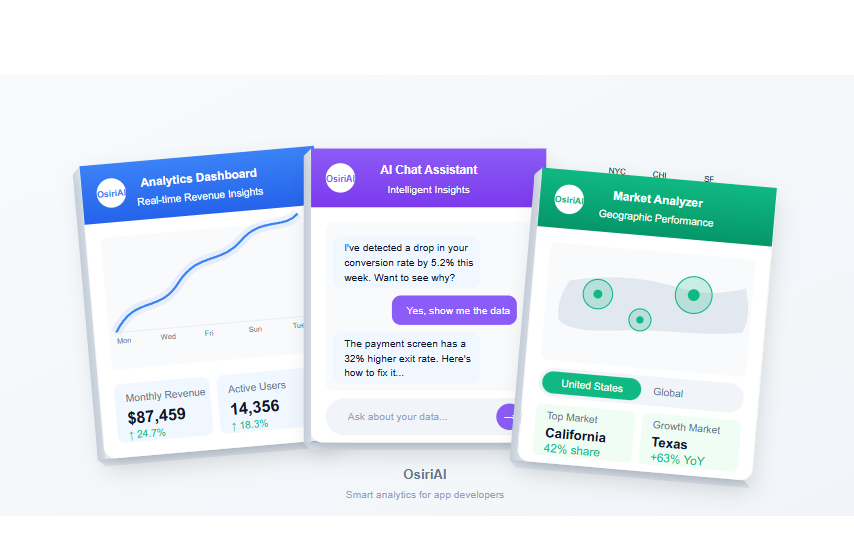 OsiriAI
Analytics Dashboard
Real-time Revenue Insights
Mon
Wed
Fri
Sun
Tue
Monthly Revenue
$87,459
↑ 24.7%
Active Users
14,356
↑ 18.3%
OsiriAI
AI Chat Assistant
Intelligent Insights
I've detected a drop in your
conversion rate by 5.2% this
week. Want to see why?
Yes, show me the data
The payment screen has a
32% higher exit rate. Here's
how to fix it...
Ask about your data...
→
NYC
CHI
SF
OsiriAI
Market Analyzer
Geographic Performance
United States
Global
Top Market
California
42% share
Growth Market
Texas
+63% YoY
OsiriAI
Smart analytics for app developers